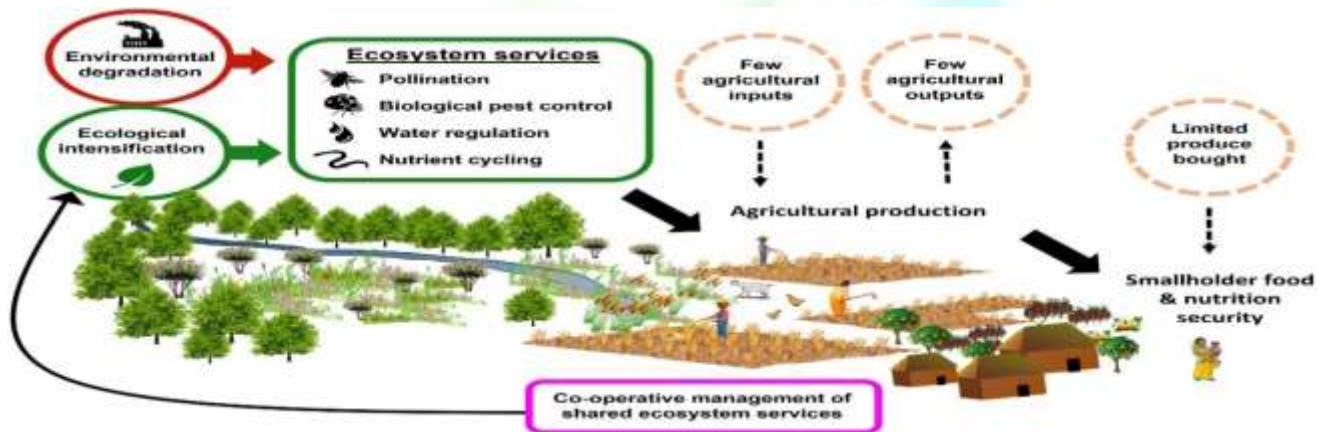 Environmental
degradation
Ecological
intensification
Ecosystem services
Pollination
Biological pest control
Water regulation
Nutrient cycling
Few
agricultural
inputs
Few
agricultural
outputs
Limited
produce
bought
Agricultural production
Smallholder food
& nutrition
security
Co-operative management of
shared ecosystem services